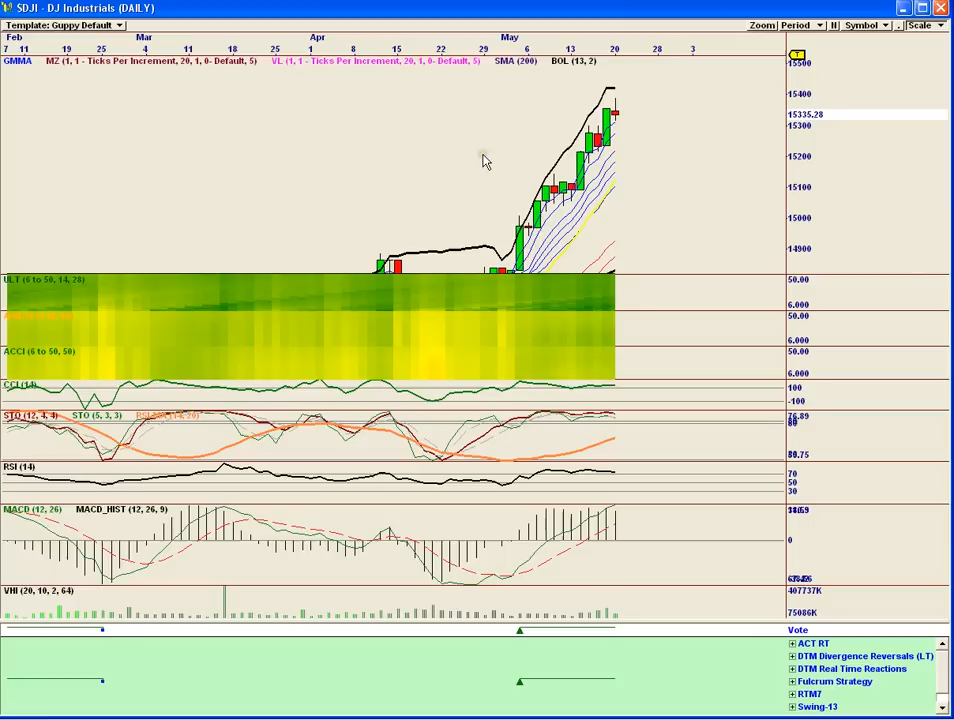 SDJI - DJ Industrials (DAILY)
Template: Guppy Default
Zoom Period Symbol . Scale
Feb Mar Apr May
7 11 19 25 4 11 18 25 1 8 15 22 29 6 13 20 28 3
GMMA MZ (1, 1 - Ticks Per Increment, 20, 1, 0- Default, 5) VL (1, 1 - Ticks Per Increment, 20, 1, 0- Default, 5) SMA (200) BOL (13, 2)
15500
15400
15335.28
15300
15200
15100
15000
14900
ULT (6 to 50, 14, 28) 50.00
6.000
50.00
6.000
ACCI (6 to 50, 50) 50.00
6.000
CCI (14)
100
-100
STO (12, 4, 4) STO (5, 3, 3)
RSI (14)
70
50
30
MACD (12, 26) MACD_HIST (12, 26, 9)
0
VHI (20, 10, 2, 64) 407737K
75086K
Vote
ACT RT
DTM Divergence Reversals (LT)
DTM Real Time Reactions
Fulcrum Strategy
RTM7
Swing-13